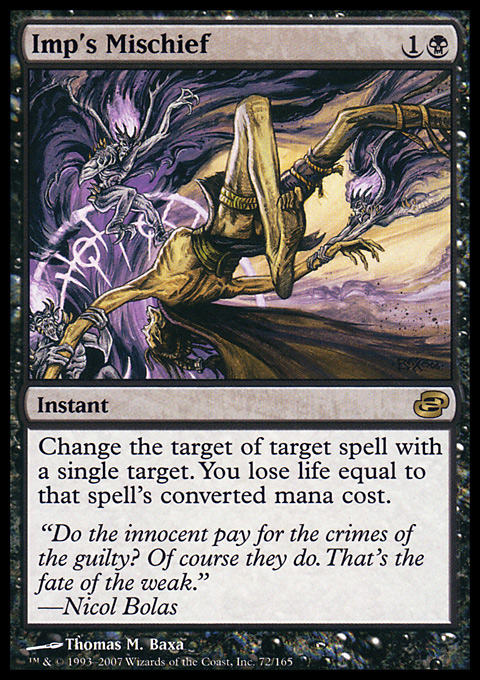 Imp's Mischief 1
Instant
Change the target of target spell with
a single target. You lose life equal to
that spell's converted mana cost.
“Do the innocent pay for the crimes of
the guilty? Of course they do. That's the
fate of the weak.”
—Nicol Bolas
Thomas M. Baxa
™ & © 1993–2007 Wizards of the Coast, Inc. 72/165